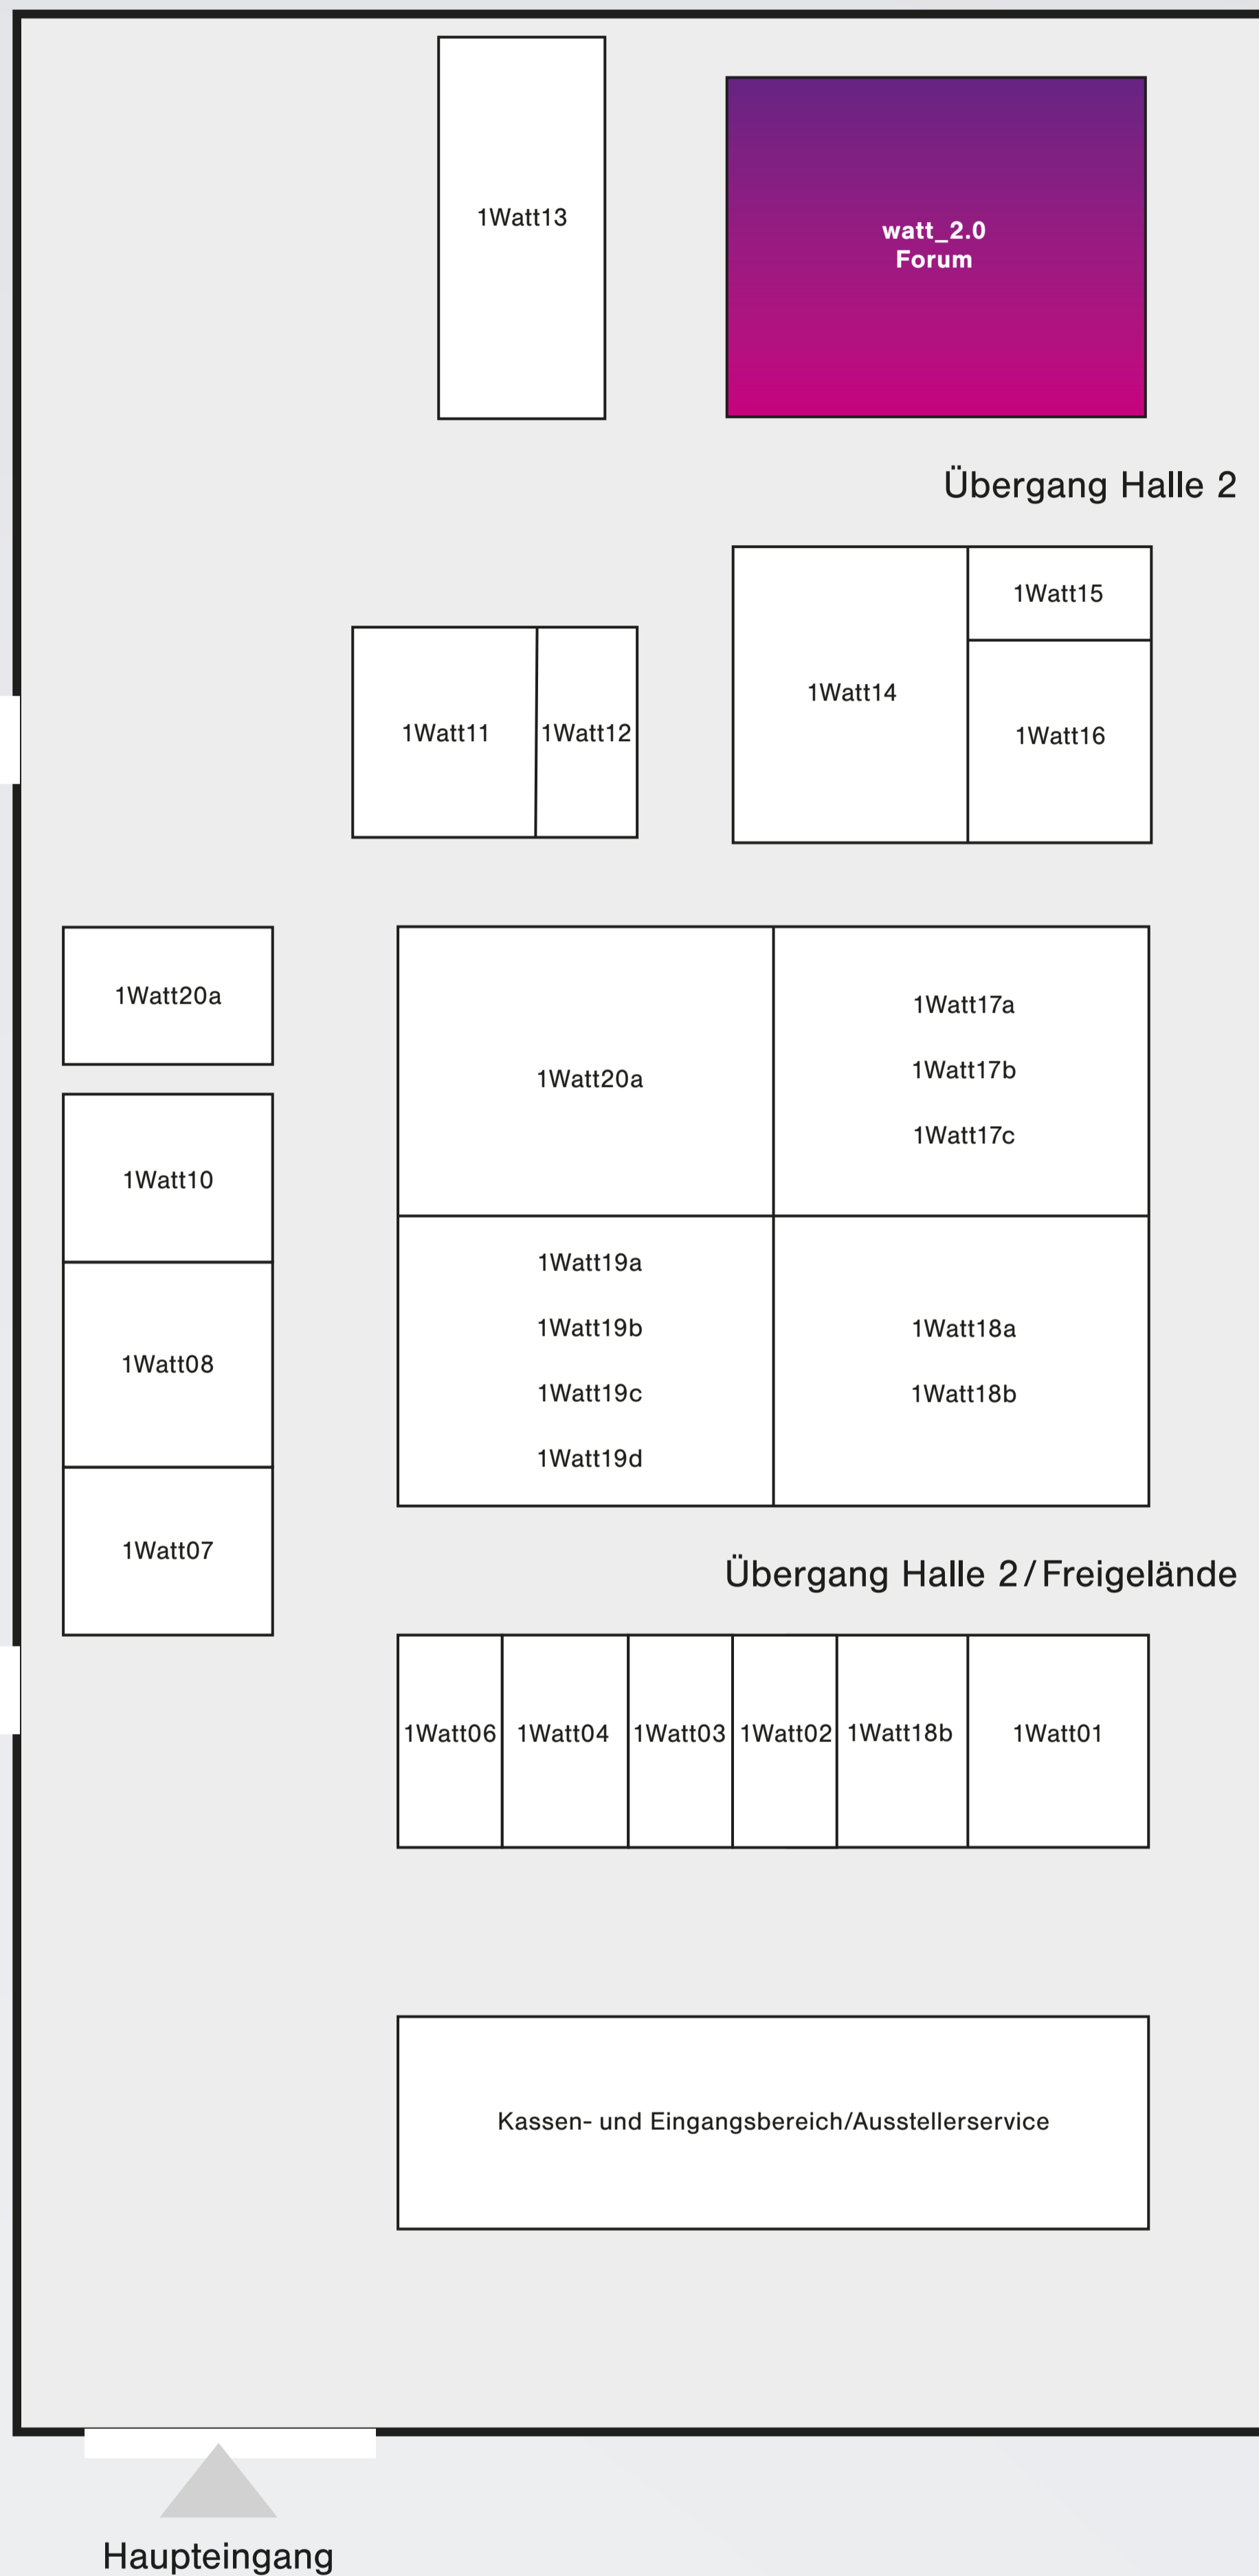 1Watt13
watt_2.0
Forum
Übergang Halle 2
1Watt15
1Watt14
1Watt16
1Watt11
1Watt12
1Watt20a
1Watt20a
1Watt17a
1Watt17b
1Watt17c
1Watt10
1Watt08
1Watt07
1Watt19a
1Watt19b
1Watt19c
1Watt19d
1Watt18a
1Watt18b
Übergang Halle 2/Freigelände
1Watt06
1Watt04
1Watt03
1Watt02
1Watt18b
1Watt01
Kassen- und Eingangsbereich/Ausstellerservice
Haupteingang